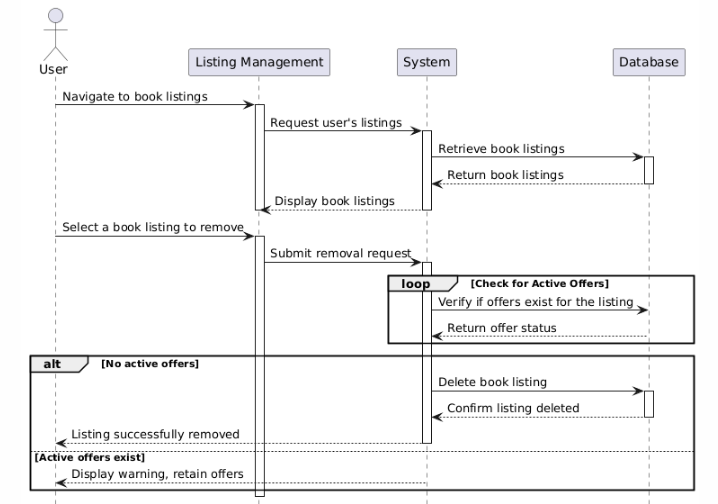 User
Listing Management
System
Database
Navigate to book listings
Request user's listings
Retrieve book listings
Return book listings
Display book listings
Select a book listing to remove
Submit removal request
loop [Check for Active Offers]
Verify if offers exist for the listing
Return offer status
alt [No active offers]
Delete book listing
Confirm listing deleted
Listing successfully removed
[Active offers exist]
Display warning, retain offers